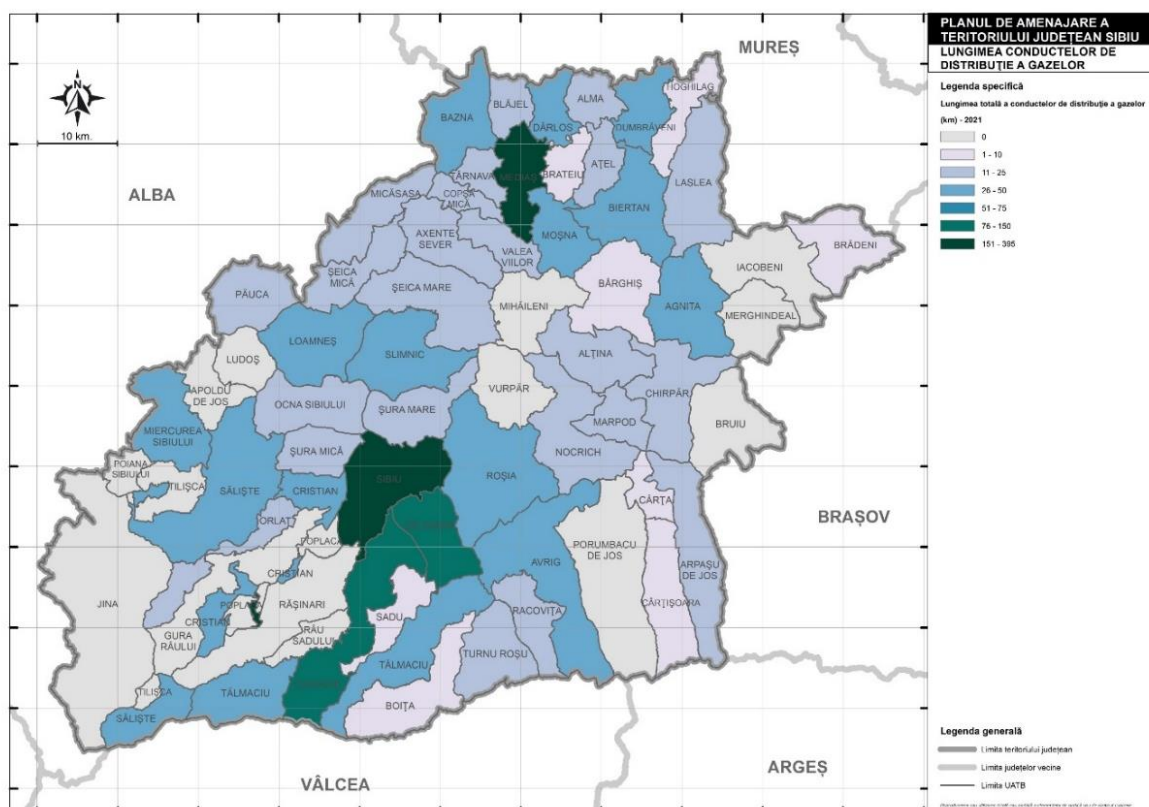 PLANUL DE AMENAJARE A
TERITORIULUI JUDEȚEAN SIBIU
LUNGIMEA CONDUCTELOR DE
DISTRIBUȚIE A GAZELOR
Legenda specifică
Lungimea totală a conductelor de distribuție a gazelor
(km) - 2021
0
1 - 10
11 - 25
26 - 50
51 - 75
76 - 150
151 - 395
N
10 km.
MUREȘ
ALBA
BRAȘOV
ARGEȘ
VÂLCEA
HOGHILAG
BLĂJEL
ALMA
BAZNA
DÂRLOS
DUMBRĂVENI
MEDIAȘ
BRATEIU
AȚEL
TÂRNAVA
LASLEA
MICĂSASA
COPȘA
MICĂ
BIERTAN
AXENTE
SEVER
MOȘNA
VALEA
VIILOR
BRĂDENI
IACOBENI
ȘEICA
MICĂ
BÂRGHIȘ
ȘEICA MARE
PĂUCA
MIHĂILENI
AGNITA
MERGHINDEAL
LOAMNEȘ
SLIMNIC
LUDOȘ
ALȚINA
VURPĂR
APOLDU
DE JOS
CHIRPĂR
OCNA SIBIULUI
ȘURA MARE
MARPOD
BRUIU
MIERCUREA
SIBIULUI
ȘURA MICĂ
NOCRICH
POIANA
SIBIULUI
TILIȘCA
SĂLIȘTE
CRISTIAN
SIBIU
ROȘIA
CÂRȚA
ORLAT
POPLACA
PORUMBACU
DE JOS
AVRIG
ARPAȘU
DE JOS
CRISTIAN
JINA
POPLACA
RĂȘINARI
CÂRȚIȘOARA
RACOVIȚA
SADU
CRISTIAN
GURA
RÂULUI
RÂU
SADULUI
TURNU ROȘU
TĂLMACIU
TILIȘCA
TĂLMACIU
BOIȚA
SĂLIȘTE
Legenda generală
Limita teritoriului județean
Limita județelor vecine
Limita UATB